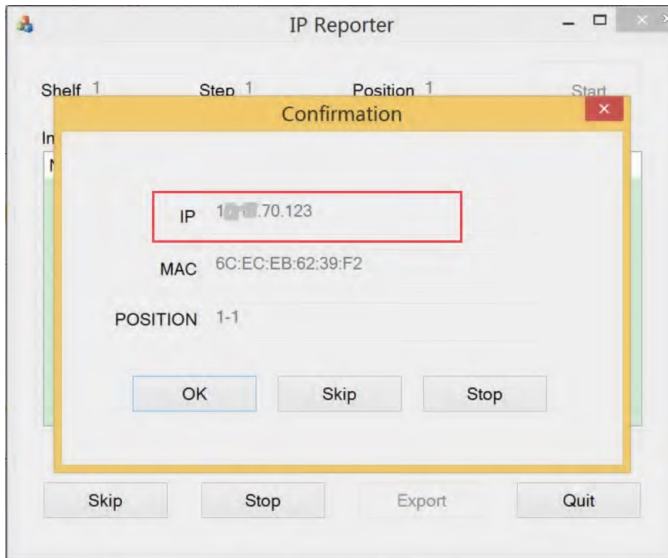 IP Reporter
Shelf 1 Step 1 Position 1 Start
Confirmation
IP .70.123
MAC 6C:EC:EB:62:39:F2
POSITION 1-1
OK Skip Stop
Skip Stop Export Quit